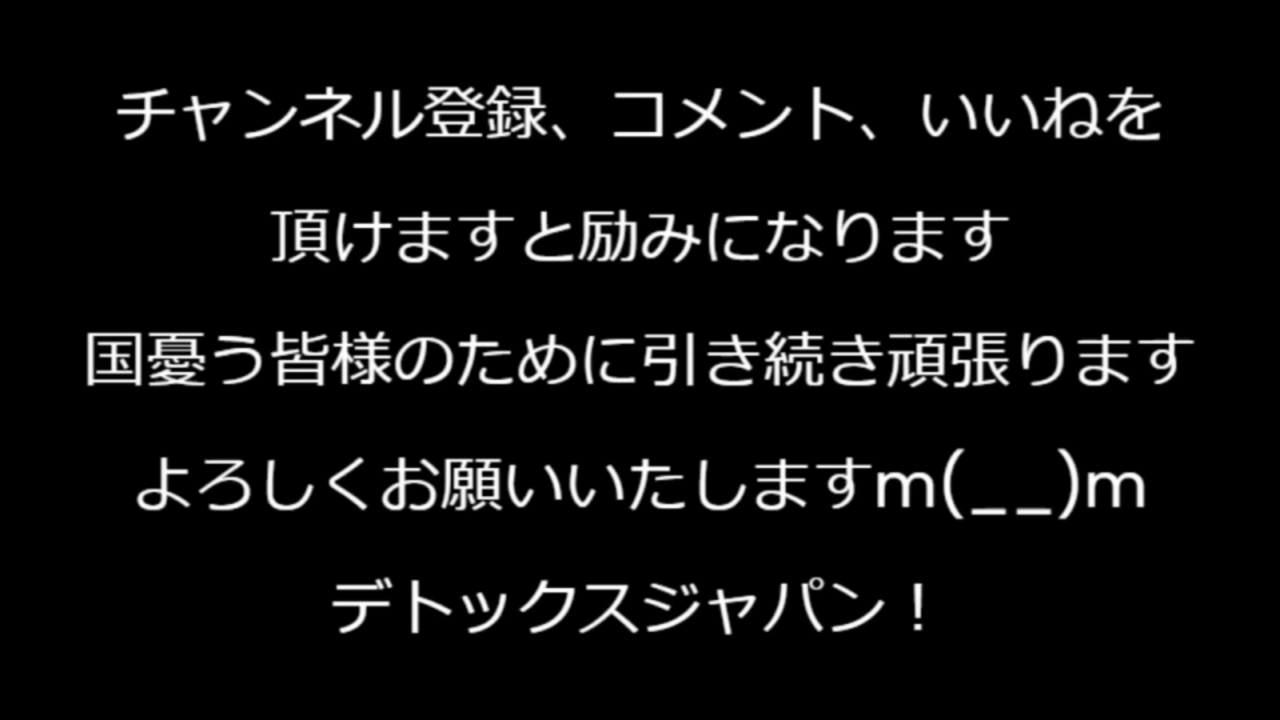 チャンネル登録、コメント、いいねを
頂けますと励みになります
国憂う皆様のために引き続き頑張ります
よろしくお願いいたしますm(__)m
デトックスジャパン！